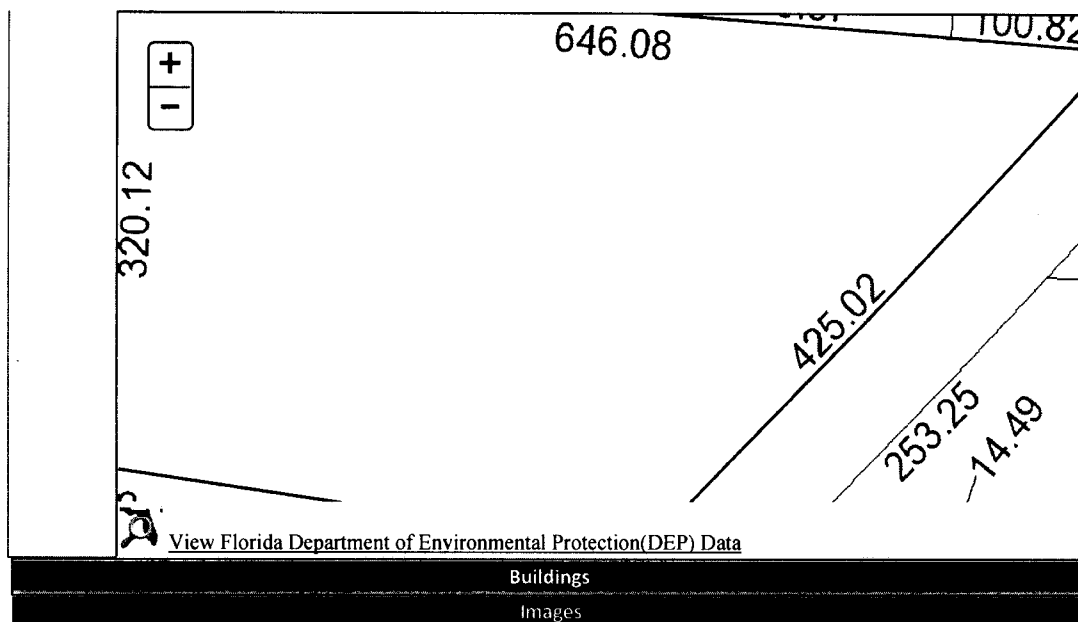 646.08
100.82
+
-
320.12
425.02
253.25
14.49
View Florida Department of Environmental Protection(DEP) Data
Buildings
Images